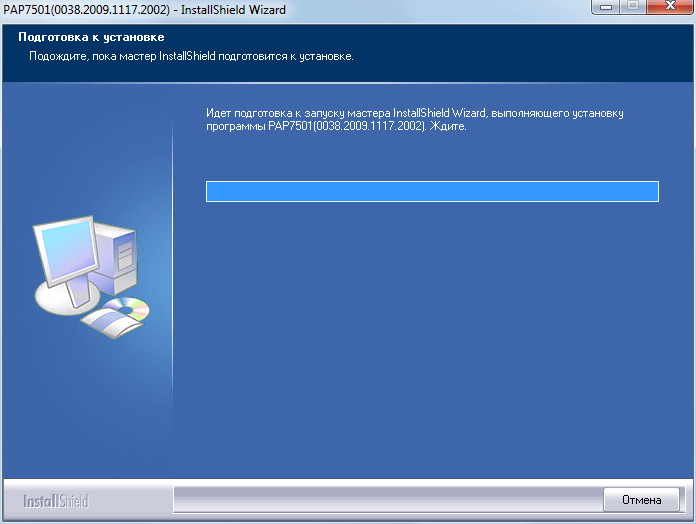 PAP7501(0038.2009.1117.2002) - InstallShield Wizard
Подготовка к установке
Подождите, пока мастер InstallShield подготовится к установке.
Идет подготовка к запуску мастера InstallShield Wizard, выполняющего установку
программы PAP7501(0038.2009.1117.2002). Ждите.
InstallShield
Отмена